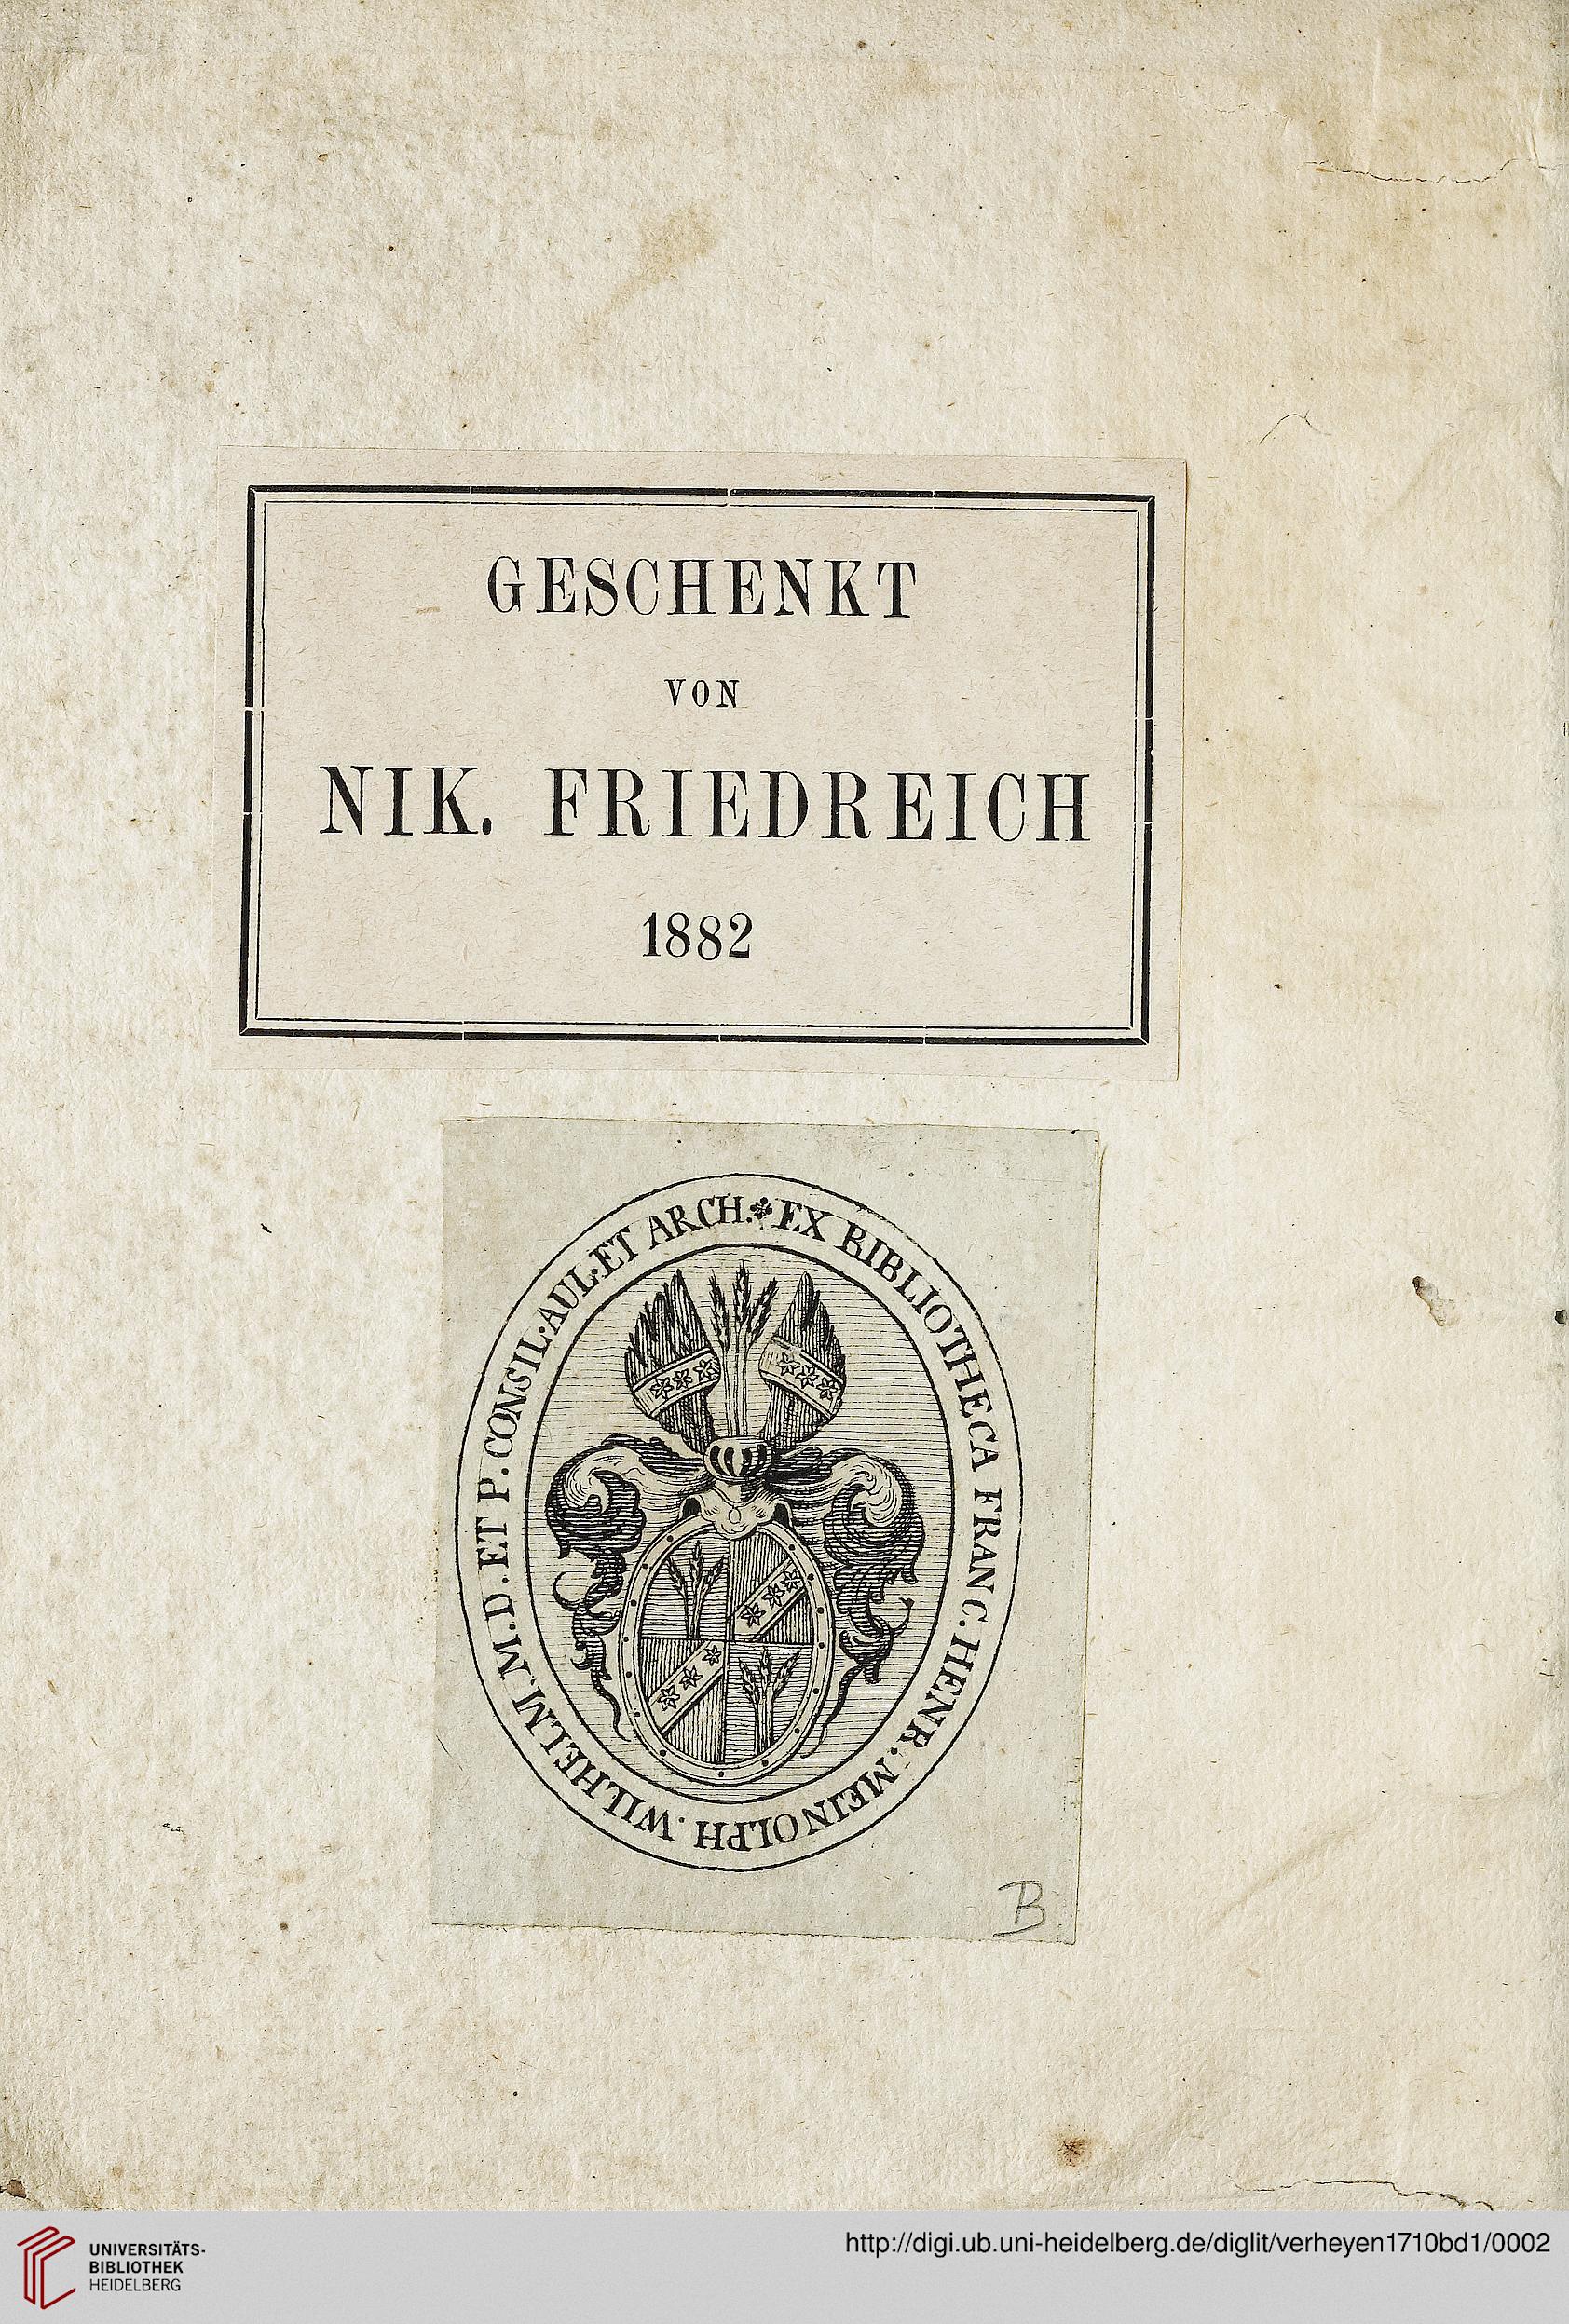 GESCHENKT
VON
NIK. FRIEDREICH
1882
EX BIBLIOTHECA FRANC. HENR. MEINOLPH. WILHELM. M. D. ET P. CONSIL. AUL. ET ARCH.
B
UNIVERSITÄTS-
BIBLIOTHEK
HEIDELBERG
http://digi.ub.uni-heidelberg.de/diglit/verheyen1710bd1/0002